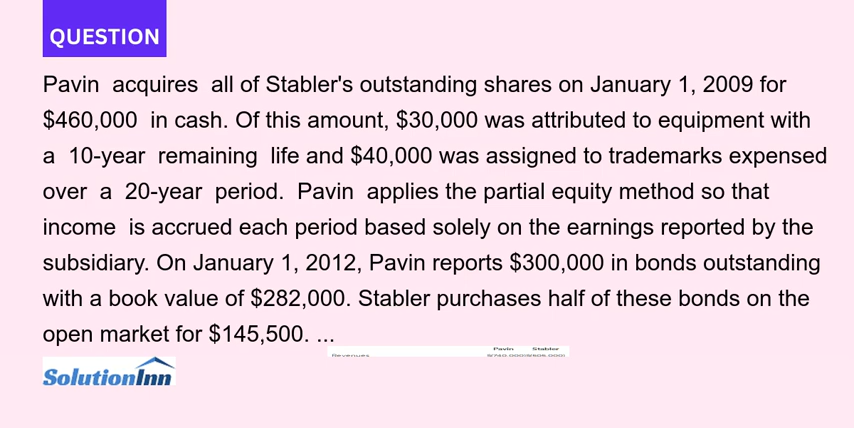 QUESTION
Pavin acquires all of Stabler's outstanding shares on January 1, 2009 for
$460,000 in cash. Of this amount, $30,000 was attributed to equipment with
a 10-year remaining life and $40,000 was assigned to trademarks expensed
over a 20-year period. Pavin applies the partial equity method so that
income is accrued each period based solely on the earnings reported by the
subsidiary. On January 1, 2012, Pavin reports $300,000 in bonds outstanding
with a book value of $282,000. Stabler purchases half of these bonds on the
open market for $145,500. ...
Pavin Stabler
Revenues
SolutionInn